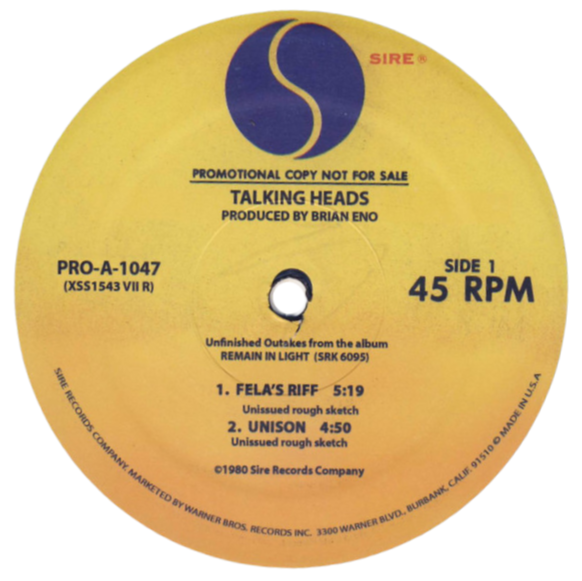 SIRE ®
PROMOTIONAL COPY NOT FOR SALE
TALKING HEADS
PRODUCED BY BRIAN ENO
PRO-A-1047
(XSS1543 VII R)
SIDE 1
45 RPM
Unfinished Outakes from the album
REMAIN IN LIGHT (SRK 6095)
1. FELA'S RIFF 5:19
Unissued rough sketch
2. UNISON 4:50
Unissued rough sketch
©1980 Sire Records Company
SIRE RECORDS COMPANY. MARKETED BY WARNER BROS. RECORDS INC. 3300 WARNER BLVD., BURBANK, CALIF. 91510 © MADE IN U.S.A